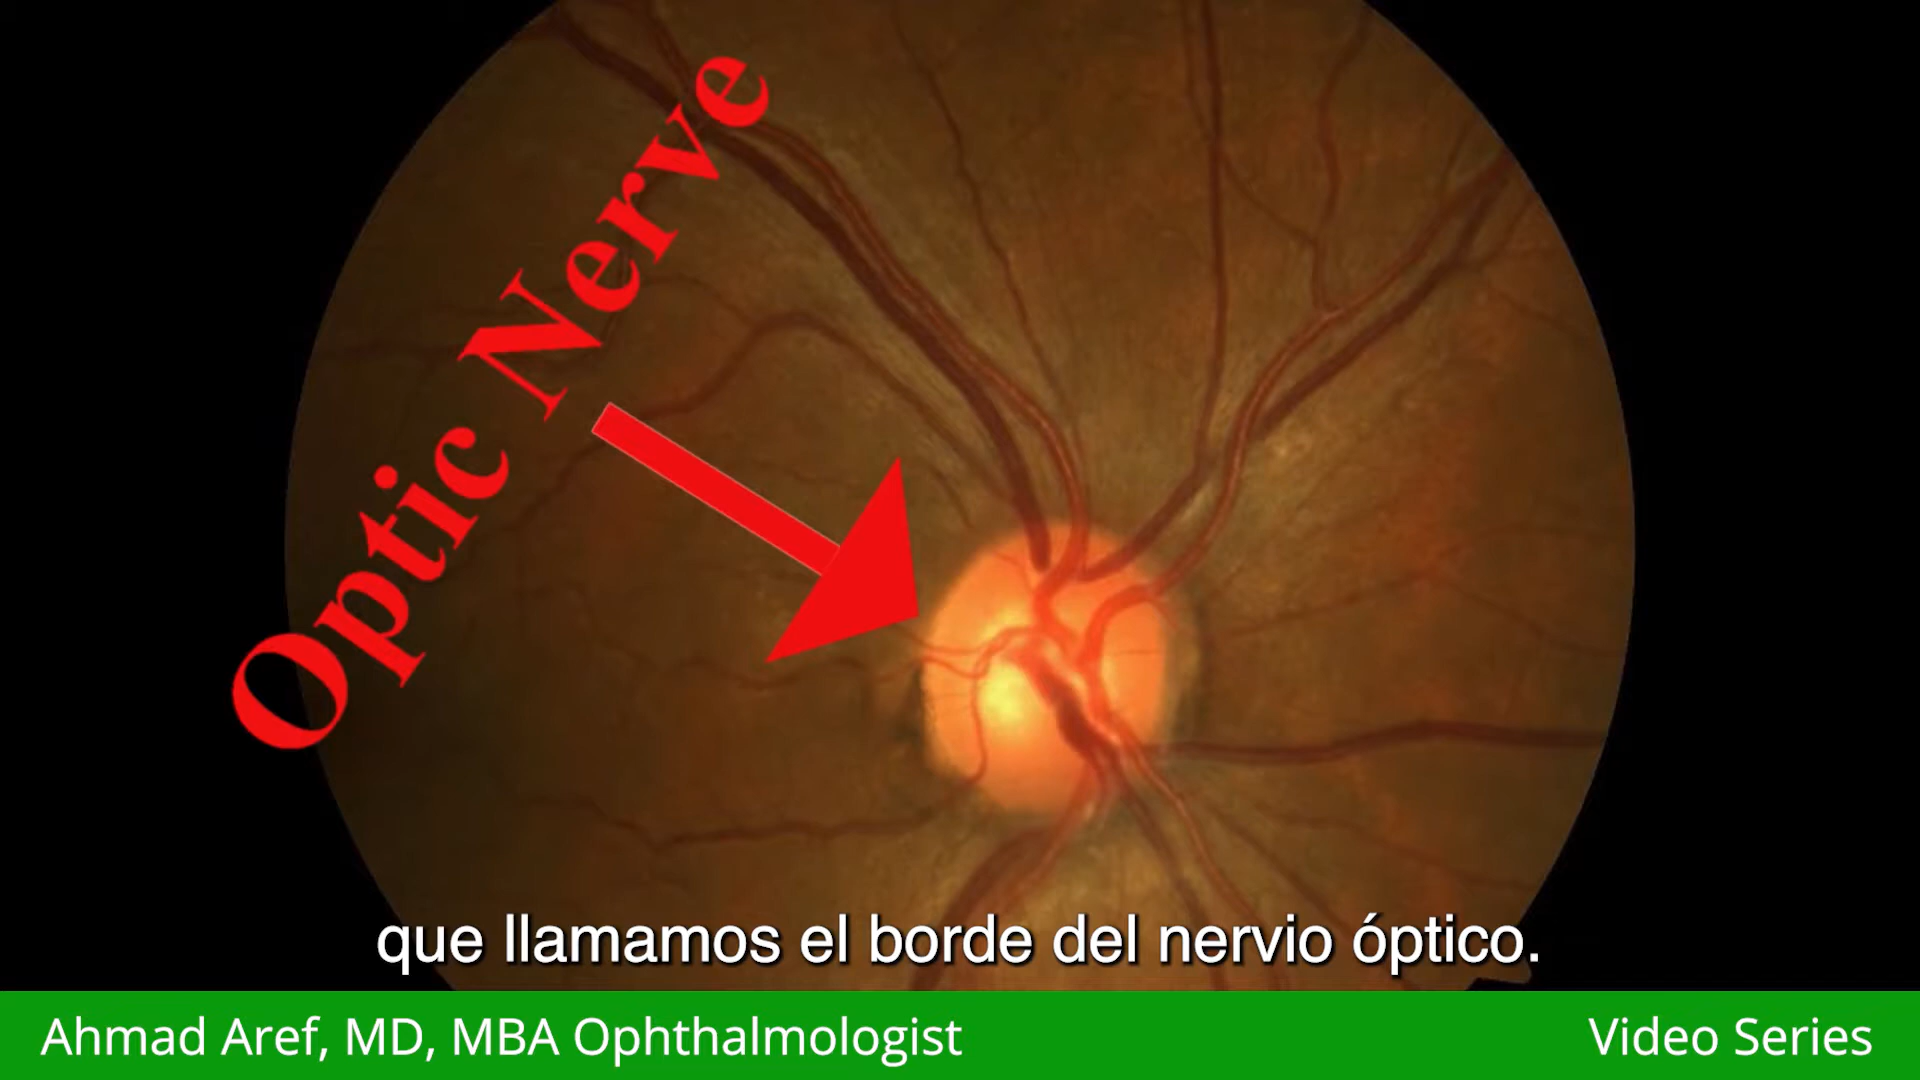 Optic Nerve
que llamamos el borde del nervio óptico.
Ahmad Aref, MD, MBA Ophthalmologist
Video Series